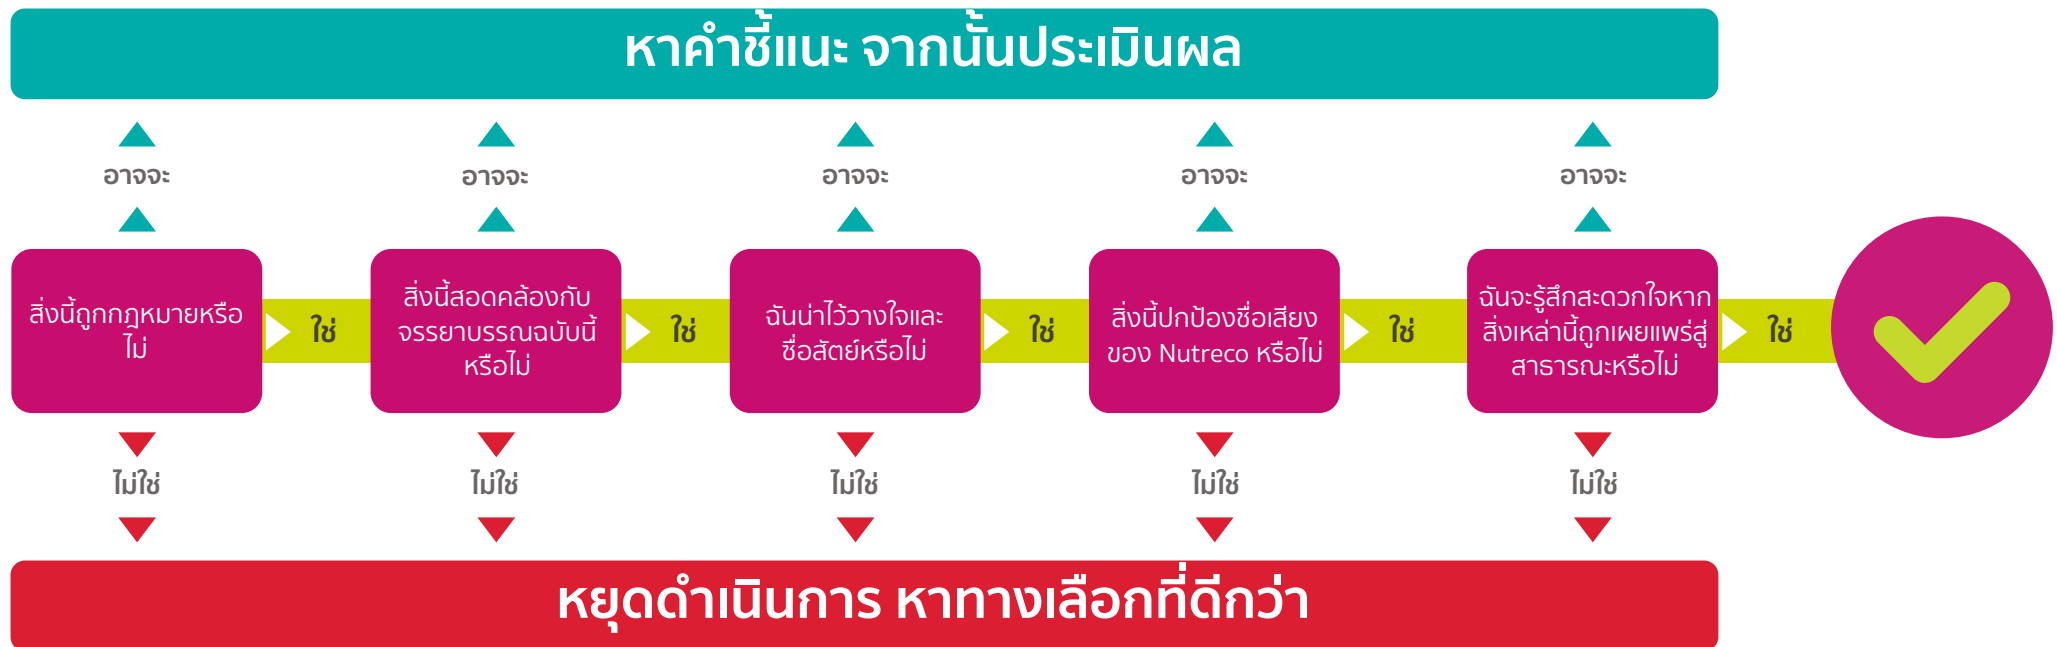 หาคำชี้แนะ จากนั้นประเมินผล
อาจจะ
อาจจะ
อาจจะ
อาจจะ
อาจจะ
สิ่งนี้ถูกกฎหมายหรือ
ไม่
ใช่
สิ่งนี้สอดคล้องกับ
จรรยาบรรณฉบับนี้
หรือไม่
ใช่
ฉันน่าไว้วางใจและ
ซื่อสัตย์หรือไม่
ใช่
สิ่งนี้ปกป้องชื่อเสียง
ของ Nutreco หรือไม่
ใช่
ฉันจะรู้สึกสะดวกใจหาก
สิ่งเหล่านี้ถูกเผยแพร่สู่
สาธารณะหรือไม่
ใช่
ไม่ใช่
ไม่ใช่
ไม่ใช่
ไม่ใช่
ไม่ใช่
หยุดดำเนินการ หาทางเลือกที่ดีกว่า